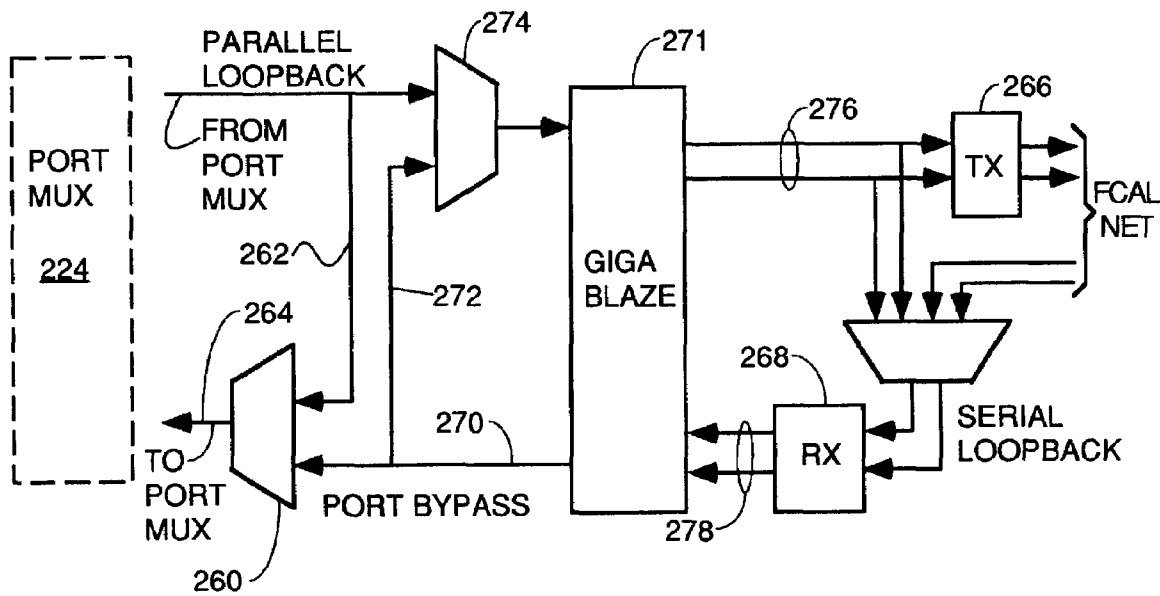 274
271
PARALLEL
LOOPBACK
276
266
FROM
PORT
MUX
PORT
MUX
224
TX
FCAL
NET
262
272
GIGA
BLAZE
264
268
270
SERIAL
LOOPBACK
RX
TO
PORT
MUX
PORT BYPASS
278
260